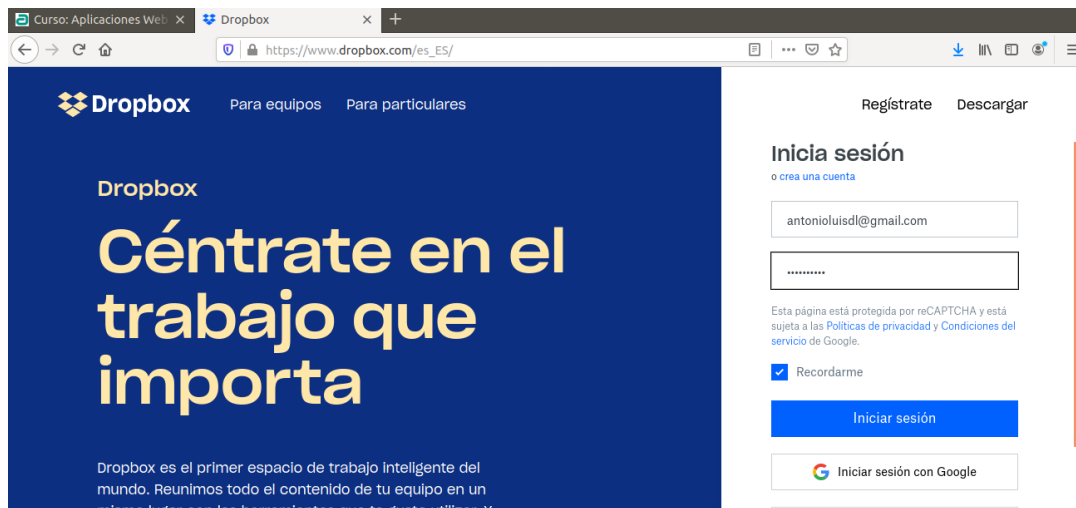 Curso: Aplicaciones Web
Dropbox
https://www.dropbox.com/es_ES/
Dropbox
Para equipos
Para particulares
Regístrate
Descargar
Dropbox
Céntrate en el
trabajo que
importa
Dropbox es el primer espacio de trabajo inteligente del
mundo. Reunimos todo el contenido de tu equipo en un
Inicia sesión
o crea una cuenta
antonioluisdl@gmail.com
••••••••••
Esta página está protegida por reCAPTCHA y está
sujeta a las Políticas de privacidad y Condiciones del
servicio de Google.
Recordarme
Iniciar sesión
Iniciar sesión con Google